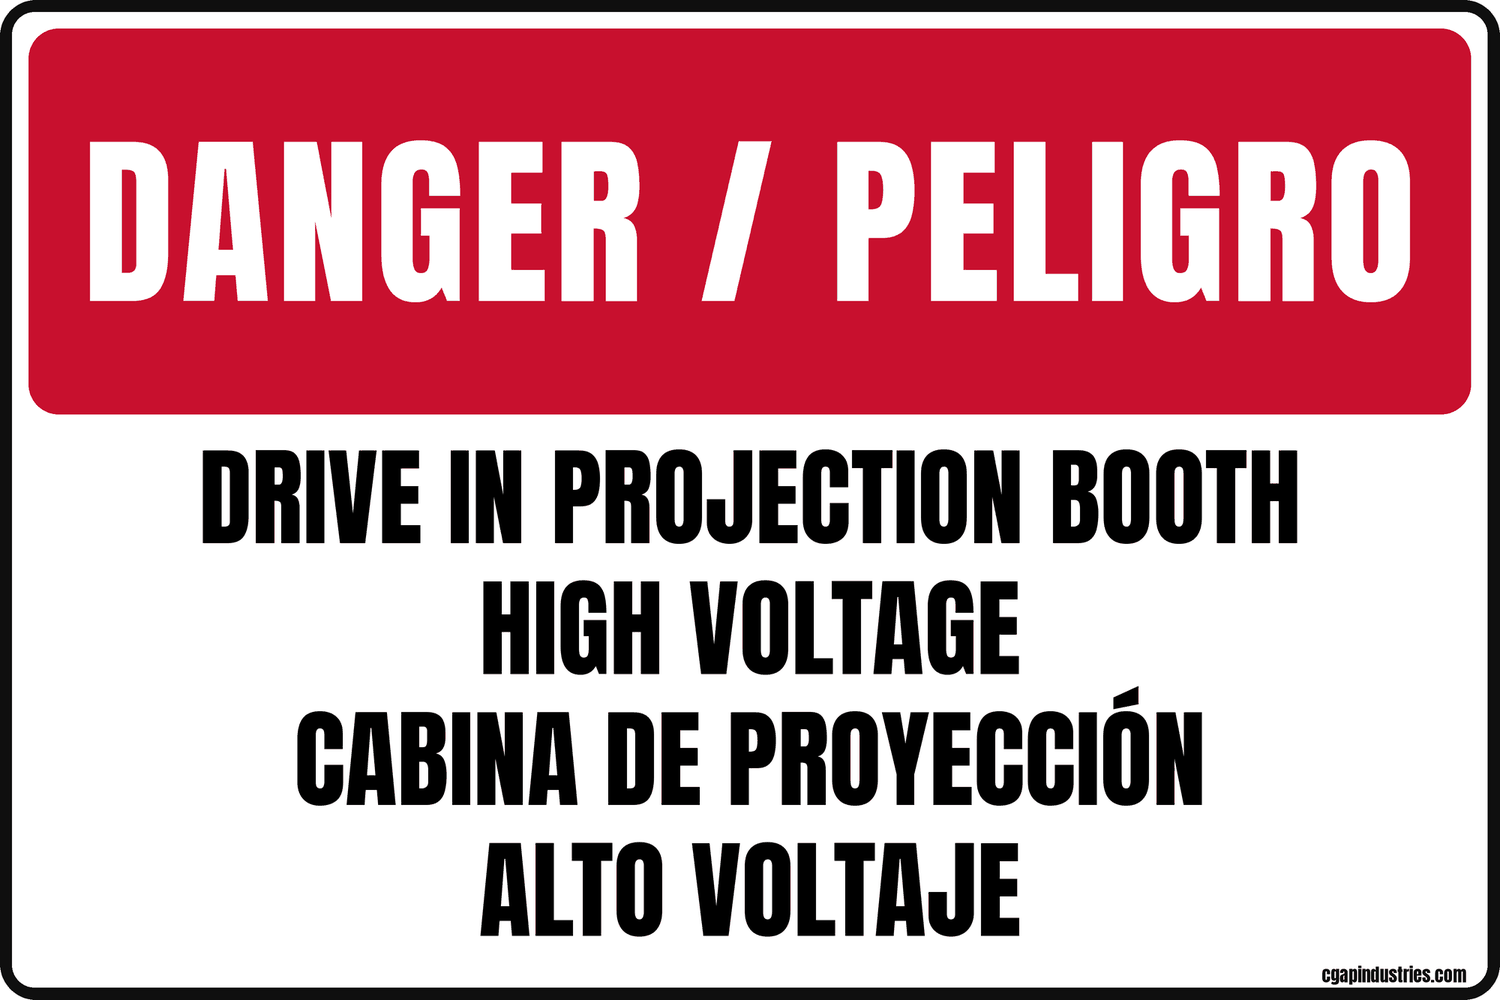 DANGER / PELIGRO
DRIVE IN PROJECTION BOOTH
HIGH VOLTAGE
CABINA DE PROYECCIÓN
ALTO VOLTAJE
cgapindustries.com